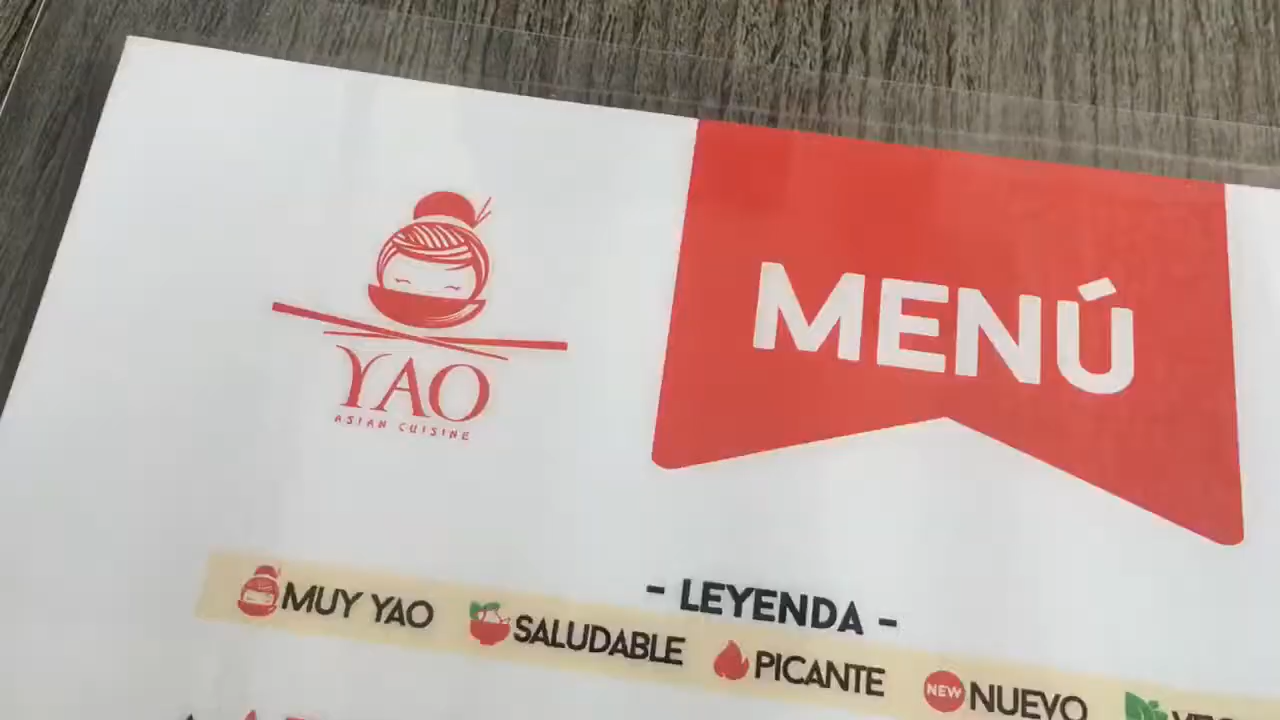 YAO
ASIAN CUISINE
MENÚ
- LEYENDA -
MUY YAO SALUDABLE PICANTE NEW NUEVO